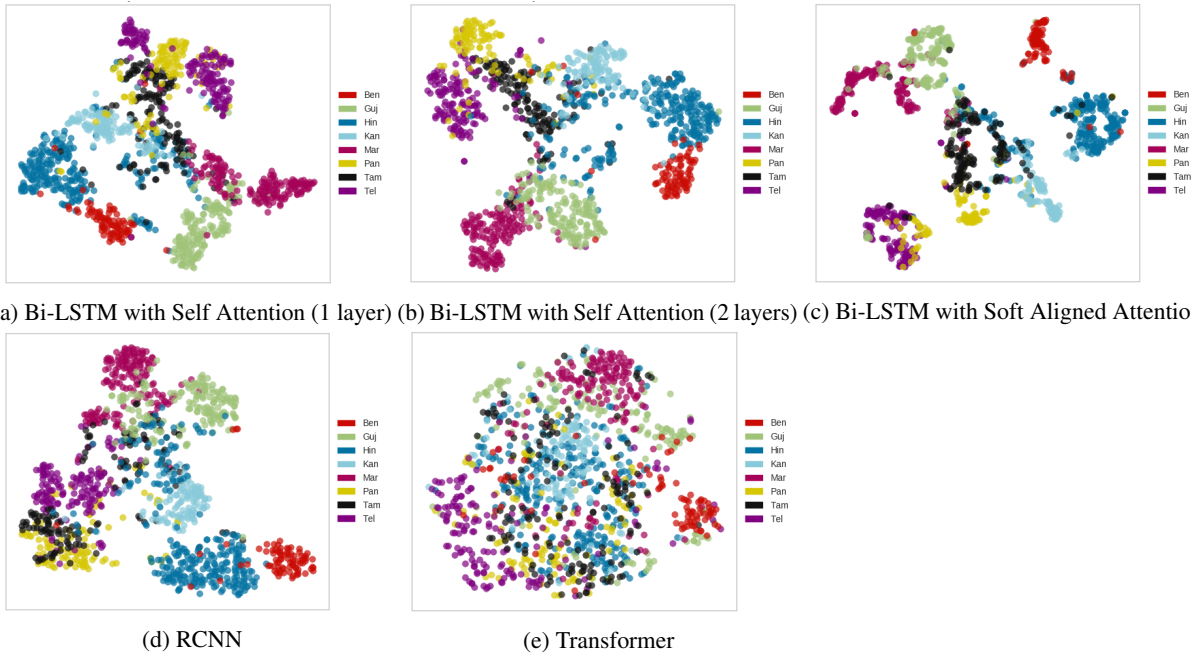 Ben
Guj
Hin
Kan
Mar
Pan
Tam
Tel
Ben
Guj
Hin
Kan
Mar
Pan
Tam
Tel
Ben
Guj
Hin
Kan
Mar
Pan
Tam
Tel
a) Bi-LSTM with Self Attention (1 layer) (b) Bi-LSTM with Self Attention (2 layers) (c) Bi-LSTM with Soft Aligned Attentio
Ben
Guj
Hin
Kan
Mar
Pan
Tam
Tel
Ben
Guj
Hin
Kan
Mar
Pan
Tam
Tel
(d) RCNN
(e) Transformer